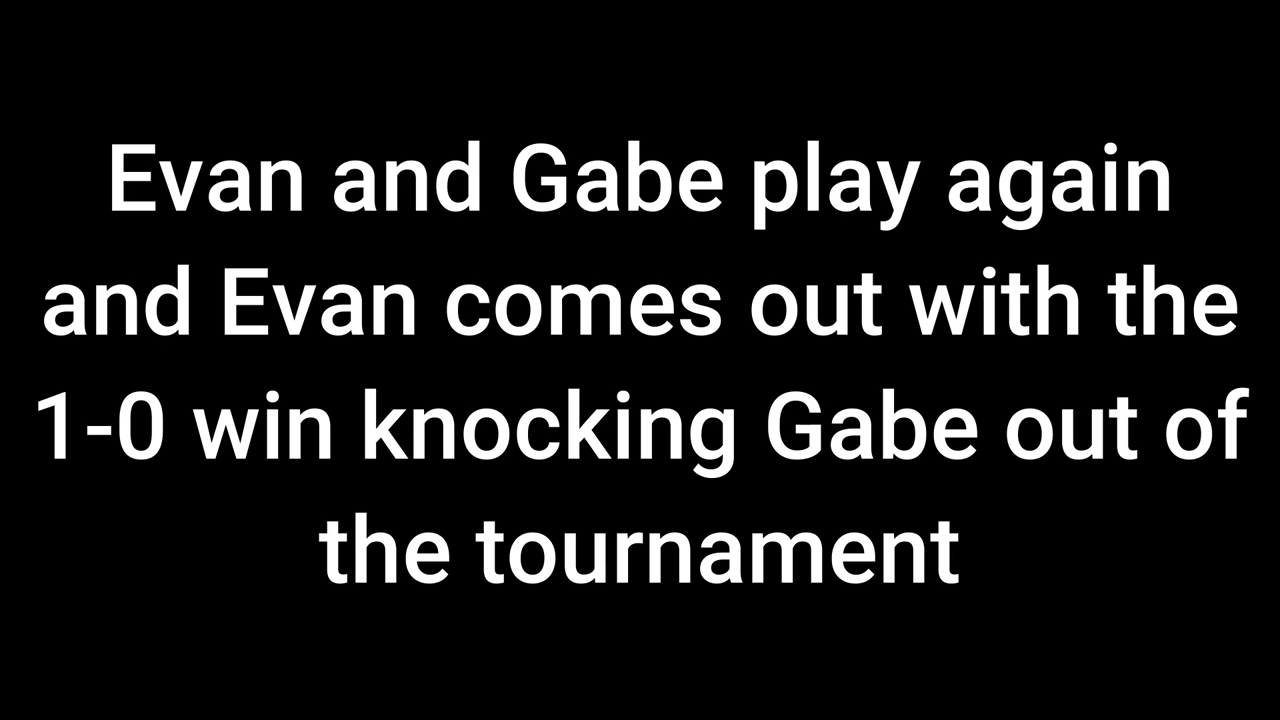 Evan and Gabe play again
and Evan comes out with the
1-0 win knocking Gabe out of
the tournament